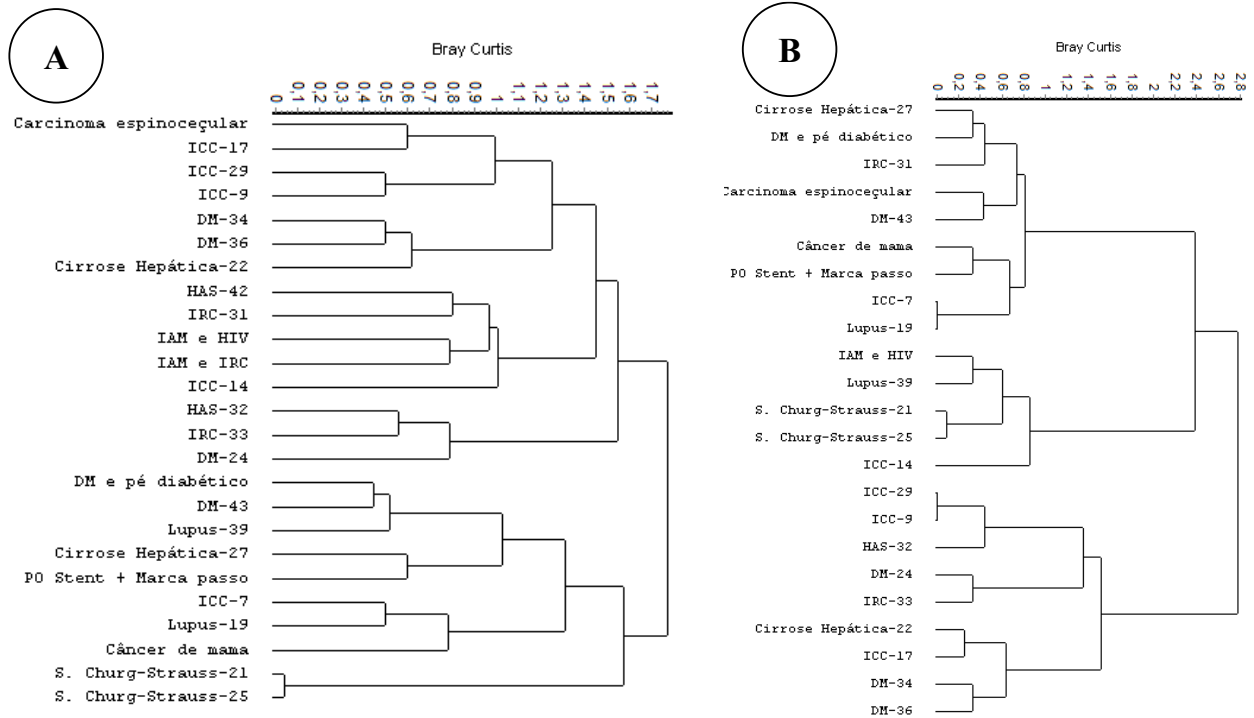 A
Bray Curtis
0 0,1 0,2 0,3 0,4 0,5 0,6 0,7 0,8 0,9 1 1,1 1,2 1,3 1,4 1,5 1,6 1,7
Carcinoma espinoceçular
ICC-17
ICC-29
ICC-9
DM-34
DM-36
Cirrose Hepática-22
HAS-42
IRC-31
IAM e HIV
IAM e IRC
ICC-14
HAS-32
IRC-33
DM-24
DM e pé diabético
DM-43
Lupus-39
Cirrose Hepática-27
PO Stent + Marca passo
ICC-7
Lupus-19
Câncer de mama
S. Churg-Strauss-21
S. Churg-Strauss-25
B
Bray Curtis
0 0,2 0,4 0,6 0,8 1 1,2 1,4 1,6 1,8 2 2,2 2,4 2,6 2,8
Cirrose Hepática-27
DM e pé diabético
IRC-31
Carcinoma espinoceçular
DM-43
Câncer de mama
PO Stent + Marca passo
ICC-7
Lupus-19
IAM e HIV
Lupus-39
S. Churg-Strauss-21
S. Churg-Strauss-25
ICC-14
ICC-29
ICC-9
HAS-32
DM-24
IRC-33
Cirrose Hepática-22
ICC-17
DM-34
DM-36